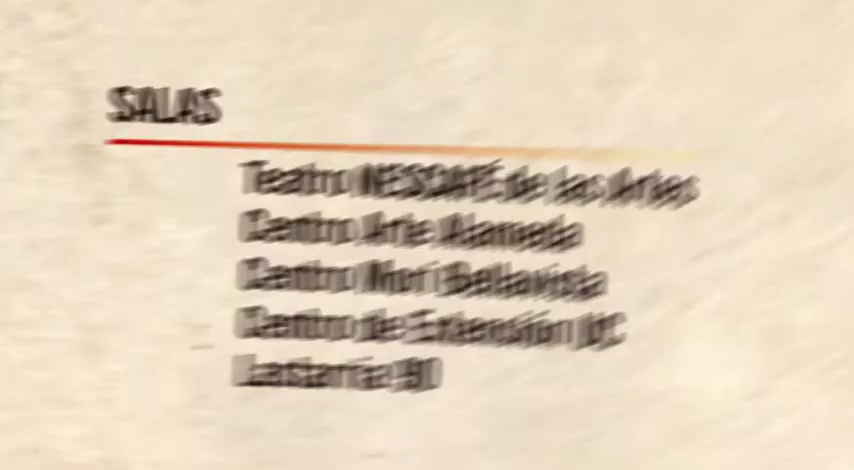 SALAS
Teatro NESCAFÉ de las Artes
Centro Arte Alameda
Centro Mori Bellavista
Centro de Extensión UC
Lastarria 90